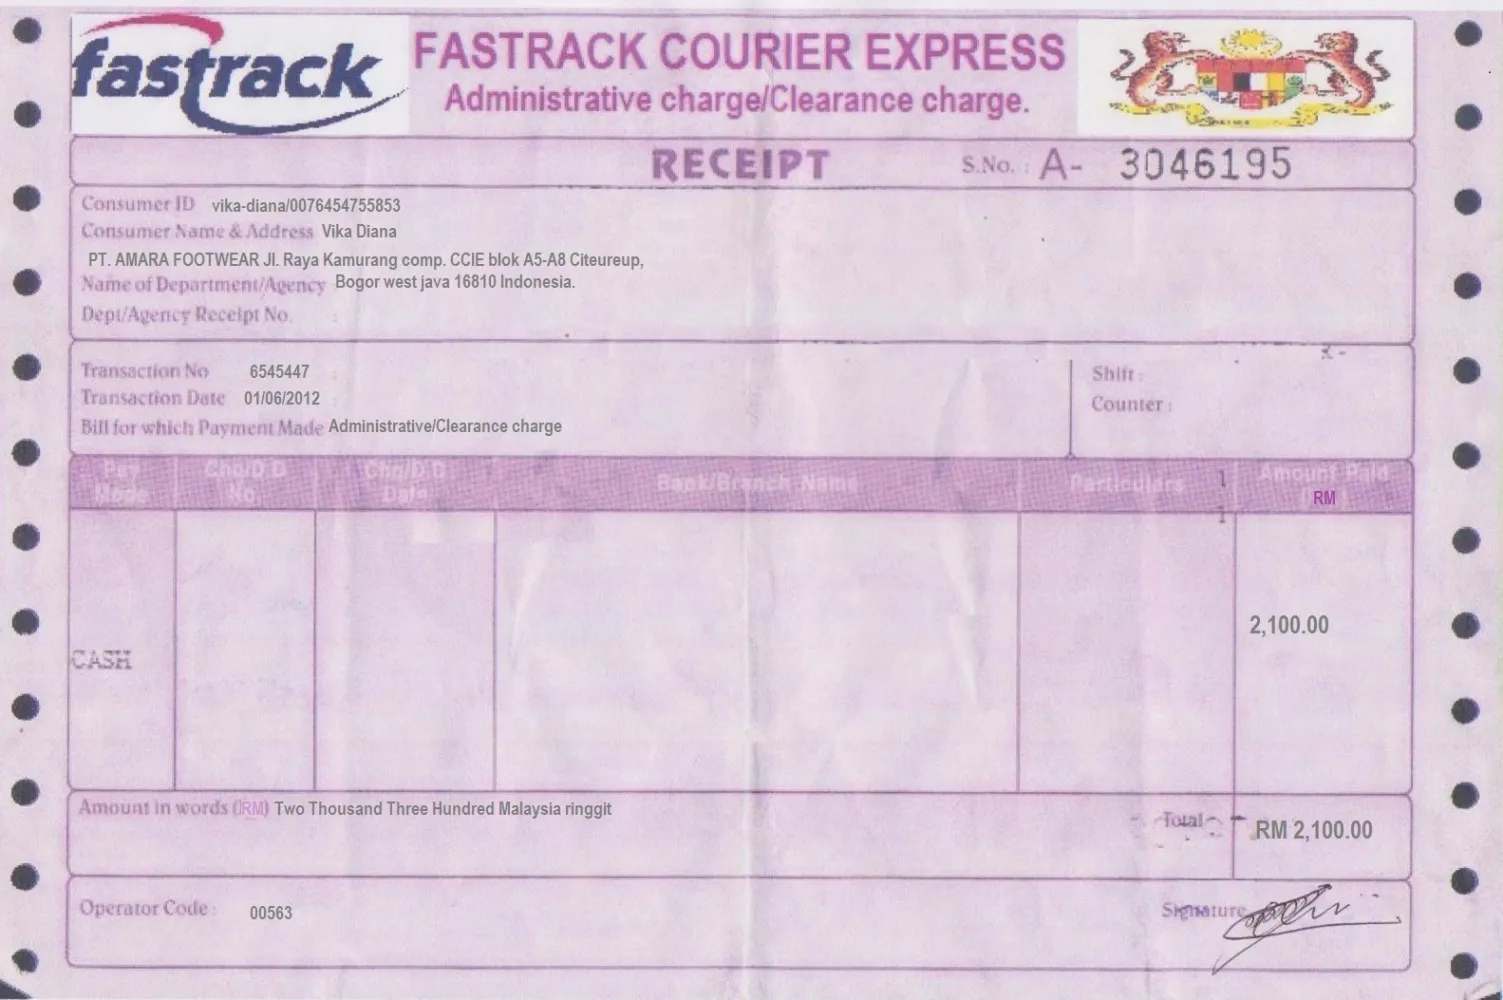 fastrack
FASTRACK COURIER EXPRESS
Administrative charge/Clearance charge.
RECEIPT
S.No. : A- 3046195
Consumer ID vika-diana/0076454755853
Consumer Name & Address Vika Diana
PT. AMARA FOOTWEAR Jl. Raya Kamurang comp. CCIE blok A5-A8 Citeureup,
Name of Department/Agency Bogor west java 16810 Indonesia.
Dept/Agency Receipt No. :
Transaction No 6545447
Transaction Date 01/06/2012
Bill for which Payment Made Administrative/Clearance charge
Shift :
Counter :
Pay Mode
Chq/D.D No.
Chq/D.D Date
Bank/Branch Name
Particulars
Amount Paid
RM
CASH
2,100.00
Amount in words (RM) Two Thousand Three Hundred Malaysia ringgit
Total
RM 2,100.00
Operator Code : 00563
Signature